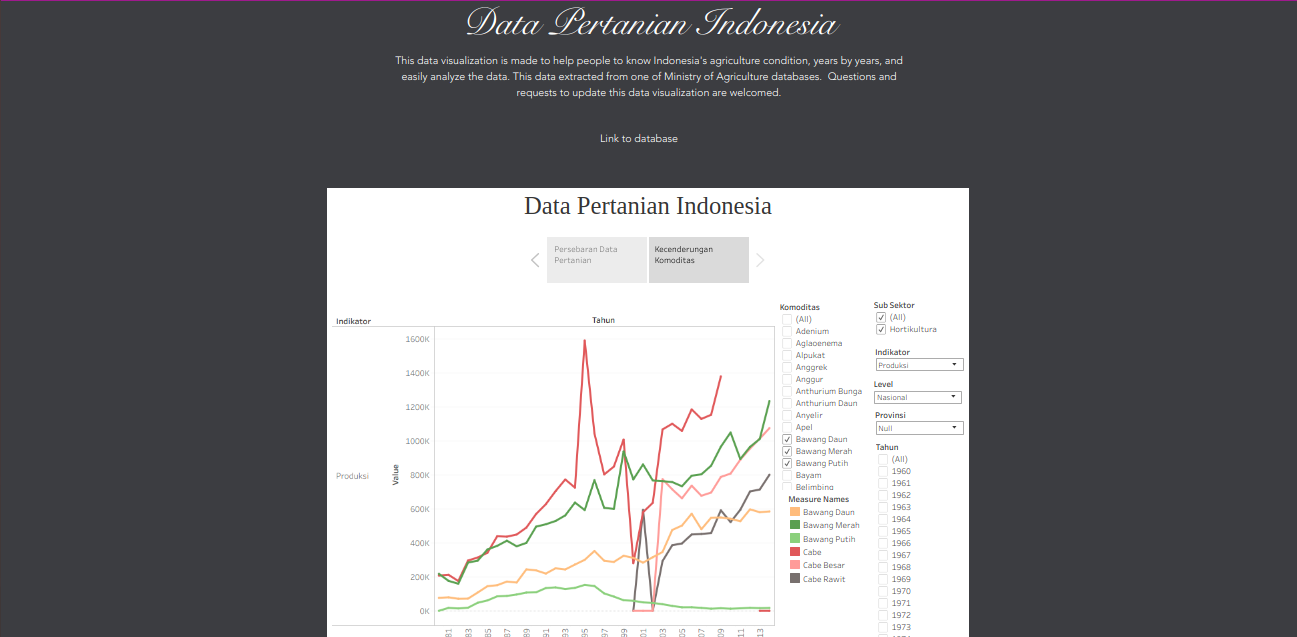 Data Pertanian Indonesia
This data visualization is made to help people to know Indonesia's agriculture condition, years by years, and
easily analyze the data. This data extracted from one of Ministry of Agriculture databases.  Questions and
requests to update this data visualization are welcomed.
Link to database
Data Pertanian Indonesia
Persebaran Data
Pertanian
Kecenderungan
Komoditas
Indikator
Tahun
Produksi
Value
1600K
1400K
1200K
1000K
800K
600K
400K
200K
0K
81
83
85
87
89
91
93
95
97
99
01
03
05
07
09
11
13
Komoditas
(All)
Adenium
Aglaoenema
Alpukat
Anggrek
Anggur
Anthurium Bunga
Anthurium Daun
Anyelir
Apel
Bawang Daun
Bawang Merah
Bawang Putih
Bayam
Belimbing
Measure Names
Bawang Daun
Bawang Merah
Bawang Putih
Cabe
Cabe Besar
Cabe Rawit
Sub Sektor
(All)
Hortikultura
Indikator
Produksi
Level
Nasional
Provinsi
Null
Tahun
(All)
1960
1961
1962
1963
1964
1965
1966
1967
1968
1969
1970
1971
1972
1973